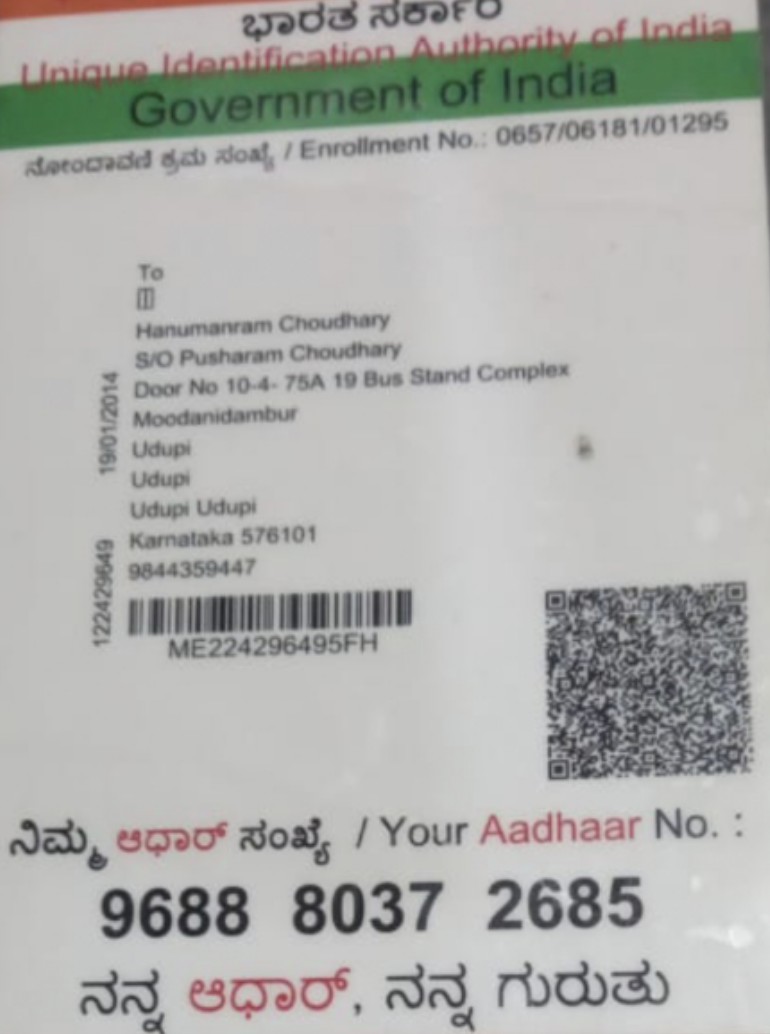 ಭಾರತ ಸರ್ಕಾರ
Unique Identification Authority of India
Government of India
ನೋಂದಾವಣಿ ಕ್ರಮ ಸಂಖ್ಯೆ / Enrollment No.: 0657/06181/01295
To
Hanumanram Choudhary
S/O Pusharam Choudhary
Door No 10-4- 75A 19 Bus Stand Complex
Moodanidambur
Udupi
Udupi
Udupi Udupi
Karnataka 576101
9844359447
19/01/2014
122429649
ME224296495FH
ನಿಮ್ಮ ಆಧಾರ್ ಸಂಖ್ಯೆ / Your Aadhaar No. :
9688 8037 2685
ನನ್ನ ಆಧಾರ್, ನನ್ನ ಗುರುತು